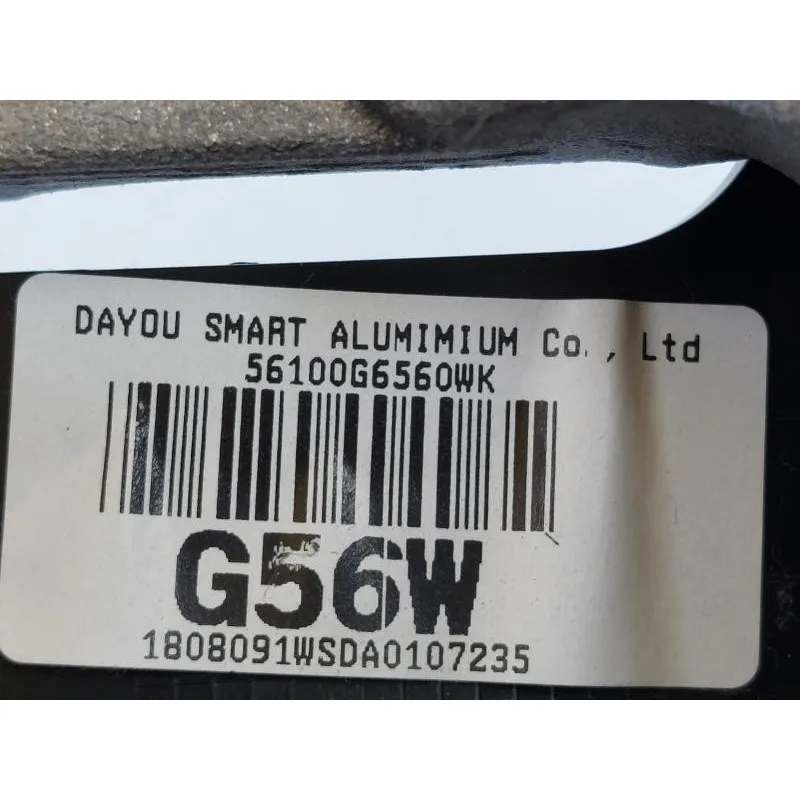 DAYOU SMART ALUMIMIUM Co., Ltd
56100G6560WK
G56W
1808091WSDA0107235